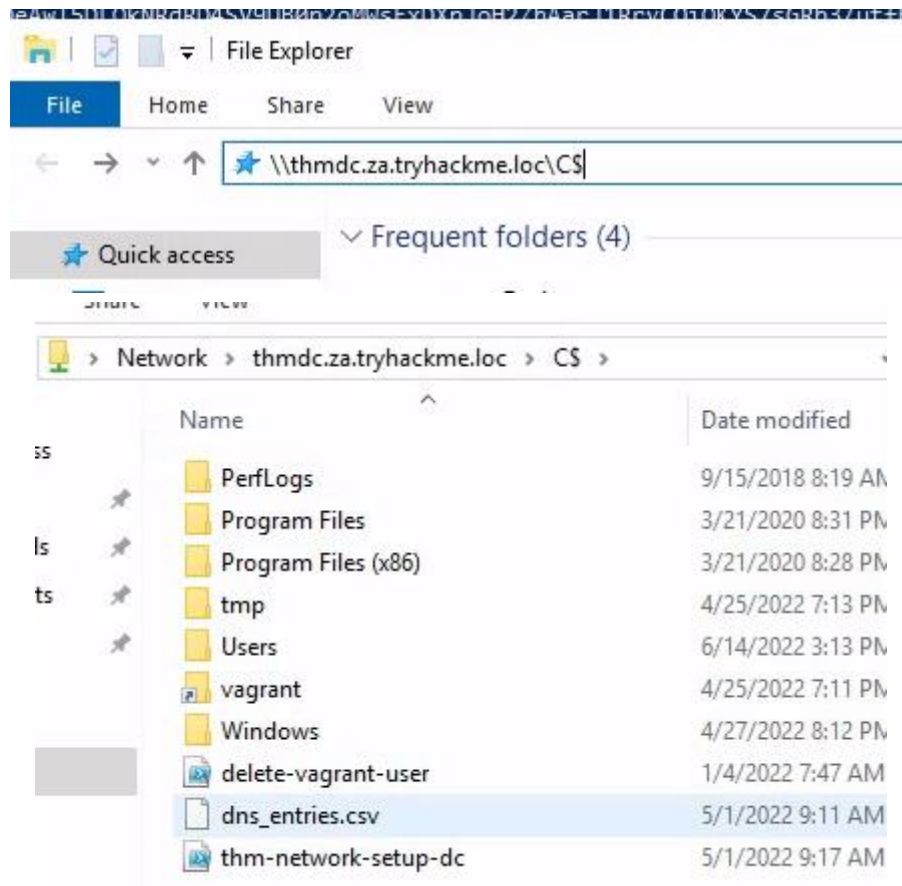 File Explorer
File Home Share View
\\thmdc.za.tryhackme.loc\C$
Quick access
Frequent folders (4)
Share View
Network > thmdc.za.tryhackme.loc > C$ >
Name Date modified
ss
PerfLogs 9/15/2018 8:19 AM
Program Files 3/21/2020 8:31 PM
ls
Program Files (x86) 3/21/2020 8:28 PM
ts
tmp 4/25/2022 7:13 PM
Users 6/14/2022 3:13 PM
vagrant 4/25/2022 7:11 PM
Windows 4/27/2022 8:12 PM
delete-vagrant-user 1/4/2022 7:47 AM
dns_entries.csv 5/1/2022 9:11 AM
thm-network-setup-dc 5/1/2022 9:17 AM